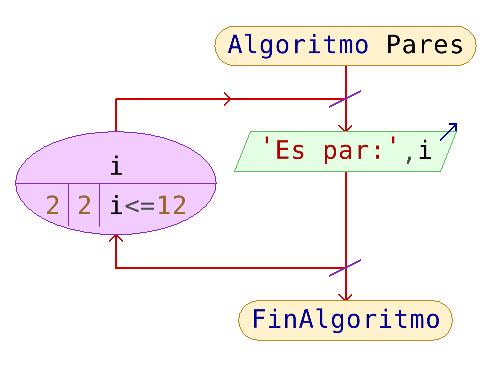 Algoritmo Pares
'Es par:',i
i
2 2 i<=12
FinAlgoritmo